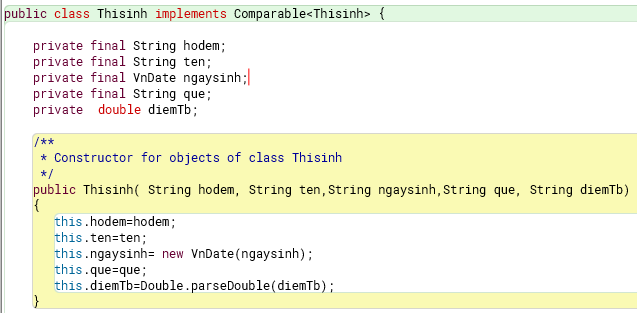 public class Thisinh implements Comparable<Thisinh> {
private final String hodem;
private final String ten;
private final VnDate ngaysinh;
private final String que;
private  double diemTb;
/**
* Constructor for objects of class Thisinh
*/
public Thisinh( String hodem, String ten,String ngaysinh,String que, String diemTb)
{
this.hodem=hodem;
this.ten=ten;
this.ngaysinh= new VnDate(ngaysinh);
this.que=que;
this.diemTb=Double.parseDouble(diemTb);
}